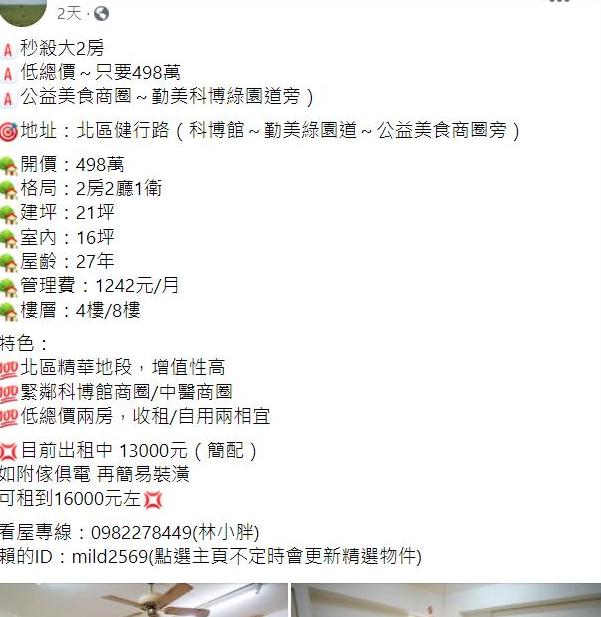 2天
🅰秒殺大2房
🅰低總價~只要498萬
🅰公益美食商圈~勤美科博綠園道旁）
🎯地址：北區健行路（科博館~勤美綠園道~公益美食商圈旁）
🏡開價：498萬
🏡格局：2房2廳1衛
🏡建坪：21坪
🏡室內：16坪
🏡屋齡：27年
🏡管理費：1242元/月
🏡樓層：4樓/8樓
特色：
💯北區精華地段，增值性高
💯緊鄰科博館商圈/中醫商圈
💯低總價兩房，收租/自用兩相宜
💢目前出租中 13000元（簡配）
如附傢俱電 再簡易裝潢
可租到16000元左💢
看屋專線：0982278449(林小胖)
賴的ID：mild2569(點選主頁不定時會更新精選物件)